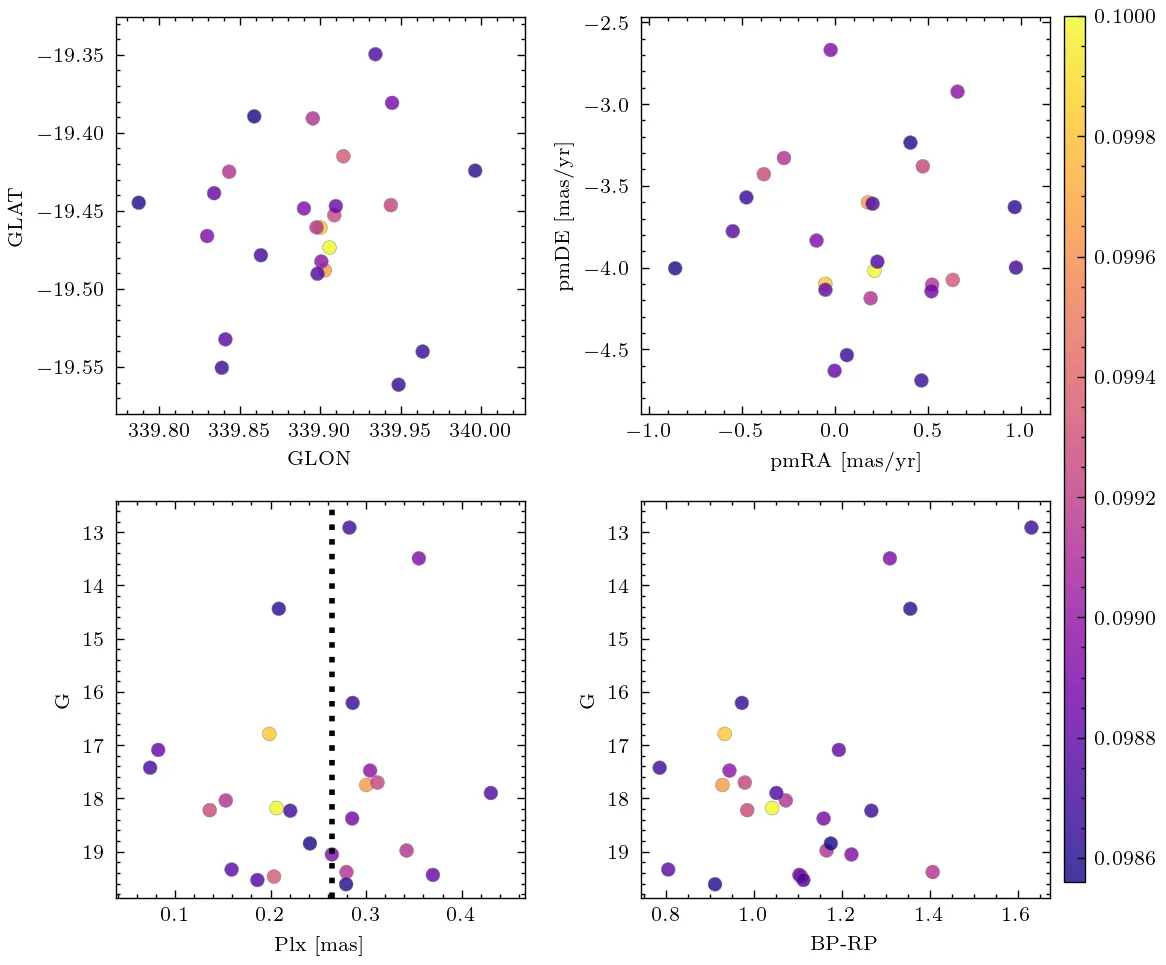 −19.35
−19.40
−19.45
−19.50
−19.55
GLAT
339.80 339.85 339.90 339.95 340.00
GLON
−2.5
−3.0
−3.5
−4.0
−4.5
pmDE [mas/yr]
−1.0 −0.5 0.0 0.5 1.0
pmRA [mas/yr]
0.1000
0.0998
0.0996
0.0994
0.0992
0.0990
0.0988
0.0986
13
14
15
16
17
18
19
G
0.1 0.2 0.3 0.4
Plx [mas]
13
14
15
16
17
18
19
G
0.8 1.0 1.2 1.4 1.6
BP-RP